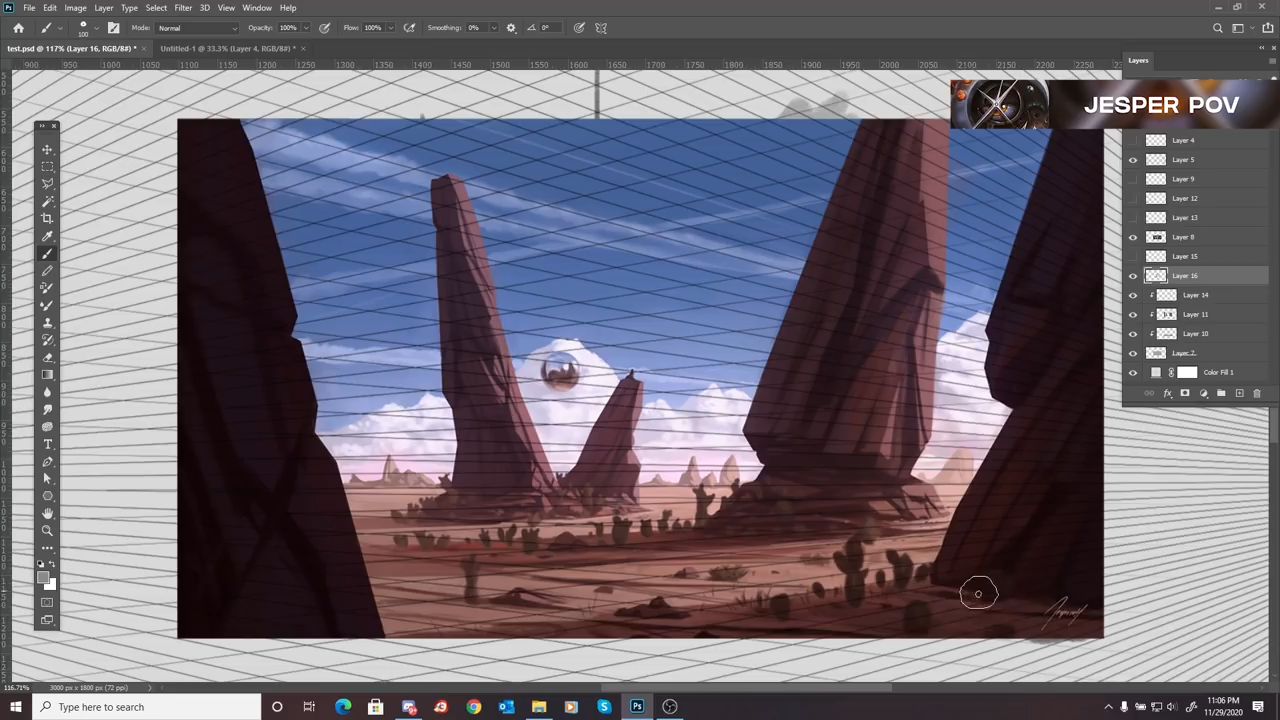 File Edit Image Layer Type Select Filter 3D View Window Help
100 Mode: Normal Opacity: 100% Flow: 100% Smoothing: 0% 0°
test.psd @ 117% (Layer 16, RGB/8#) * × Untitled-1 @ 33.3% (Layer 4, RGB/8#) * ×
900 950 1000 1050 1100 1150 1200 1250 1300 1350 1400 1450 1500 1550 1600 1650 1700 1750 1800 1850 1900 1950 2000 2050 2100 2150 2200 2250
Layers
JESPER POV
Layer 4
Layer 5
Layer 9
Layer 12
Layer 13
Layer 8
Layer 15
Layer 16
Layer 14
Layer 11
Layer 10
Layer 7
Color Fill 1
fx
116.71% 3000 px x 1800 px (72 ppi)
Type here to search
11:06 PM
11/29/2020